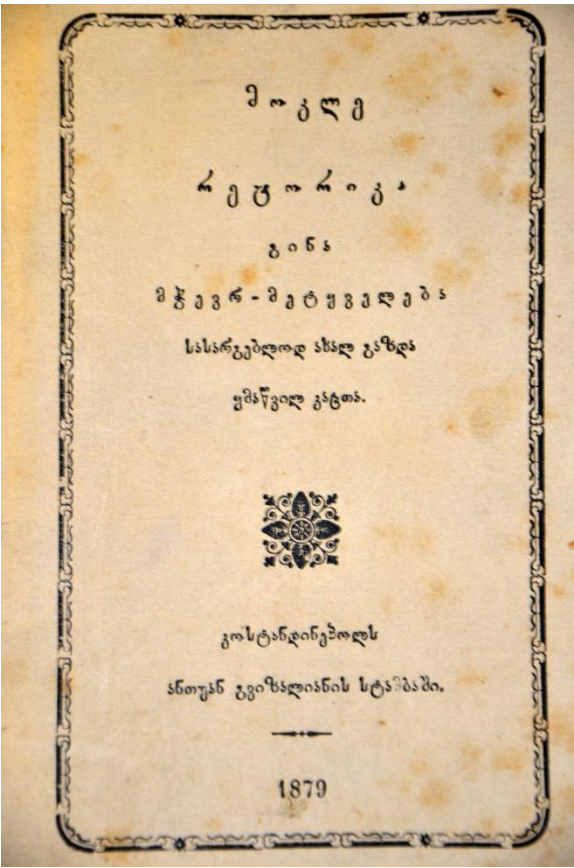 მოკლე
რეტორიკა
გინა
მჭევრ-მეტყველება
სასარგებლოდ ახალ გაზდა
ყმაწვილ კაცთა.
კოსტანდინეპოლს
ანთუან გვიზალიანის სტამბაში.
1879